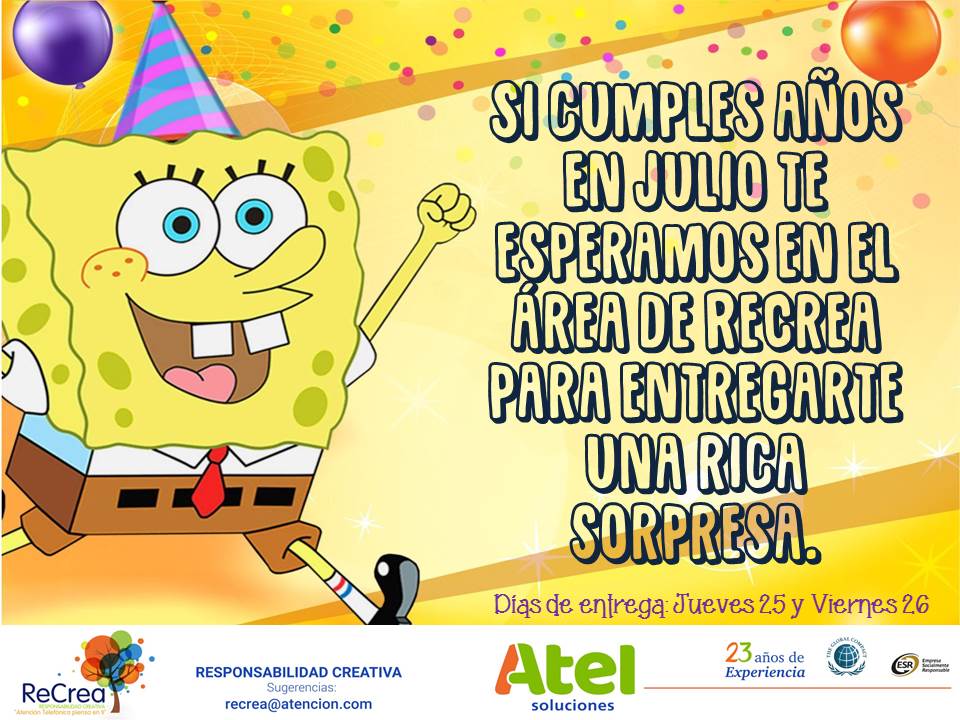 SI CUMPLES AÑOS
EN JULIO TE
ESPERAMOS EN EL
ÁREA DE RECREA
PARA ENTREGARTE
UNA RICA
SORPRESA.
Días de entrega: Jueves 25 y Viernes 26
ReCrea
RESPONSABILIDAD CREATIVA
"Atención Telefónica piensa en ti"
RESPONSABILIDAD CREATIVA
Sugerencias:
recrea@atencion.com
Atel
soluciones
23 años de
Experiencia
THE GLOBAL COMPACT
ESR
Empresa
Socialmente
Responsable